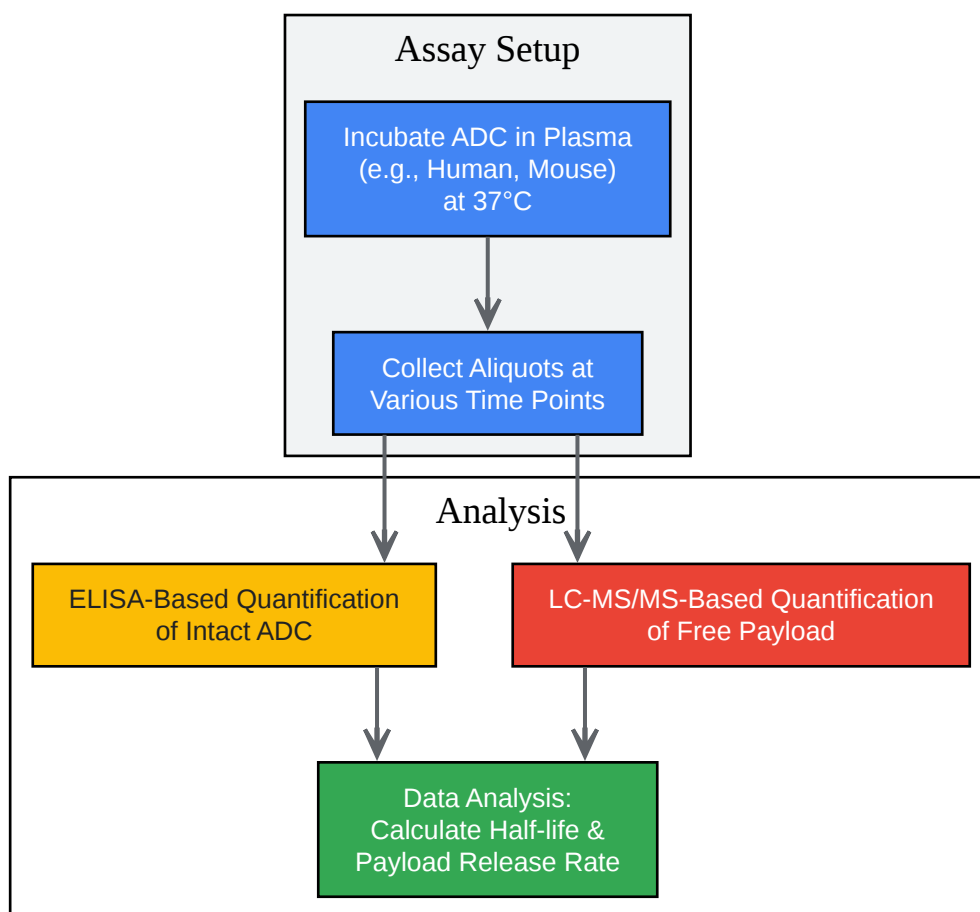 Assay Setup
Incubate ADC in Plasma
(e.g., Human, Mouse)
at 37°C
Collect Aliquots at
Various Time Points
Analysis
ELISA-Based Quantification
of Intact ADC
LC-MS/MS-Based Quantification
of Free Payload
Data Analysis:
Calculate Half-life &
Payload Release Rate